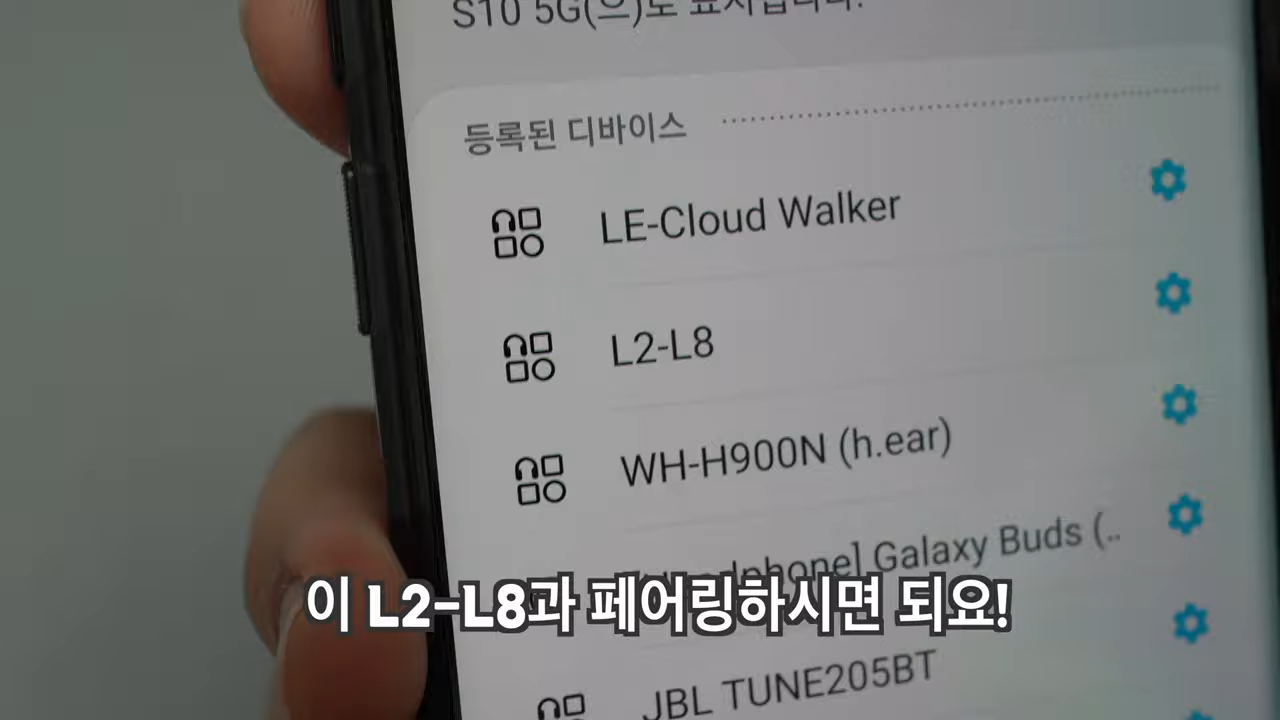 S10 5G(으)로 표시됩니다.
등록된 디바이스
LE-Cloud Walker
L2-L8
WH-H900N (h.ear)
Galaxy Buds (..
이 L2-L8과 페어링하시면 되요!
JBL TUNE205BT